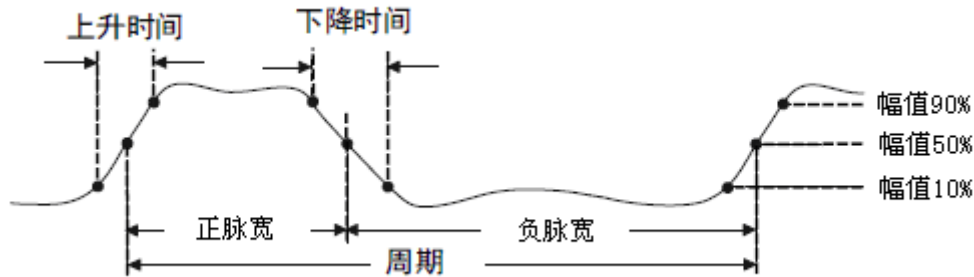 上升时间
下降时间
幅值90%
幅值50%
幅值10%
正脉宽
负脉宽
周期